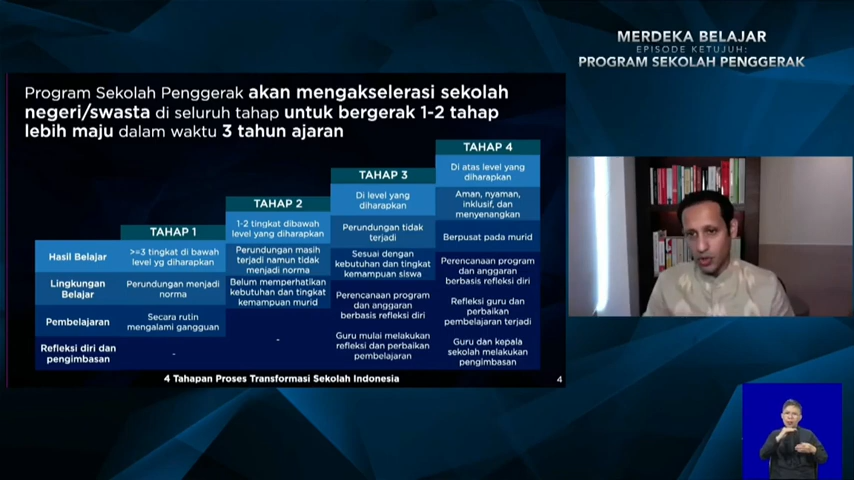 MERDEKA BELAJAR
EPISODE KETUJUH:
PROGRAM SEKOLAH PENGGERAK
Program Sekolah Penggerak akan mengakselerasi sekolah
negeri/swasta di seluruh tahap untuk bergerak 1-2 tahap
lebih maju dalam waktu 3 tahun ajaran
TAHAP 1
TAHAP 2
TAHAP 3
TAHAP 4
Hasil Belajar
>=3 tingkat di bawah
level yg diharapkan
1-2 tingkat dibawah
level yang diharapkan
Di level yang
diharapkan
Di atas level yang
diharapkan
Lingkungan
Belajar
Perundungan menjadi
norma
Perundungan masih
terjadi namun tidak
menjadi norma
Perundungan tidak
terjadi
Aman, nyaman,
inklusif, dan
menyenangkan
Pembelajaran
Secara rutin
mengalami gangguan
Belum memperhatikan
kebutuhan dan tingkat
kemampuan murid
Sesuai dengan
kebutuhan dan tingkat
kemampuan siswa
Berpusat pada murid
Refleksi diri dan
pengimbasan
-
-
Perencanaan program
dan anggaran
berbasis refleksi diri
Guru mulai melakukan
refleksi dan perbaikan
pembelajaran
Perencanaan program
dan anggaran
berbasis refleksi diri
Refleksi guru dan
perbaikan
pembelajaran terjadi
Guru dan kepala
sekolah melakukan
pengimbasan
4 Tahapan Proses Transformasi Sekolah Indonesia
4